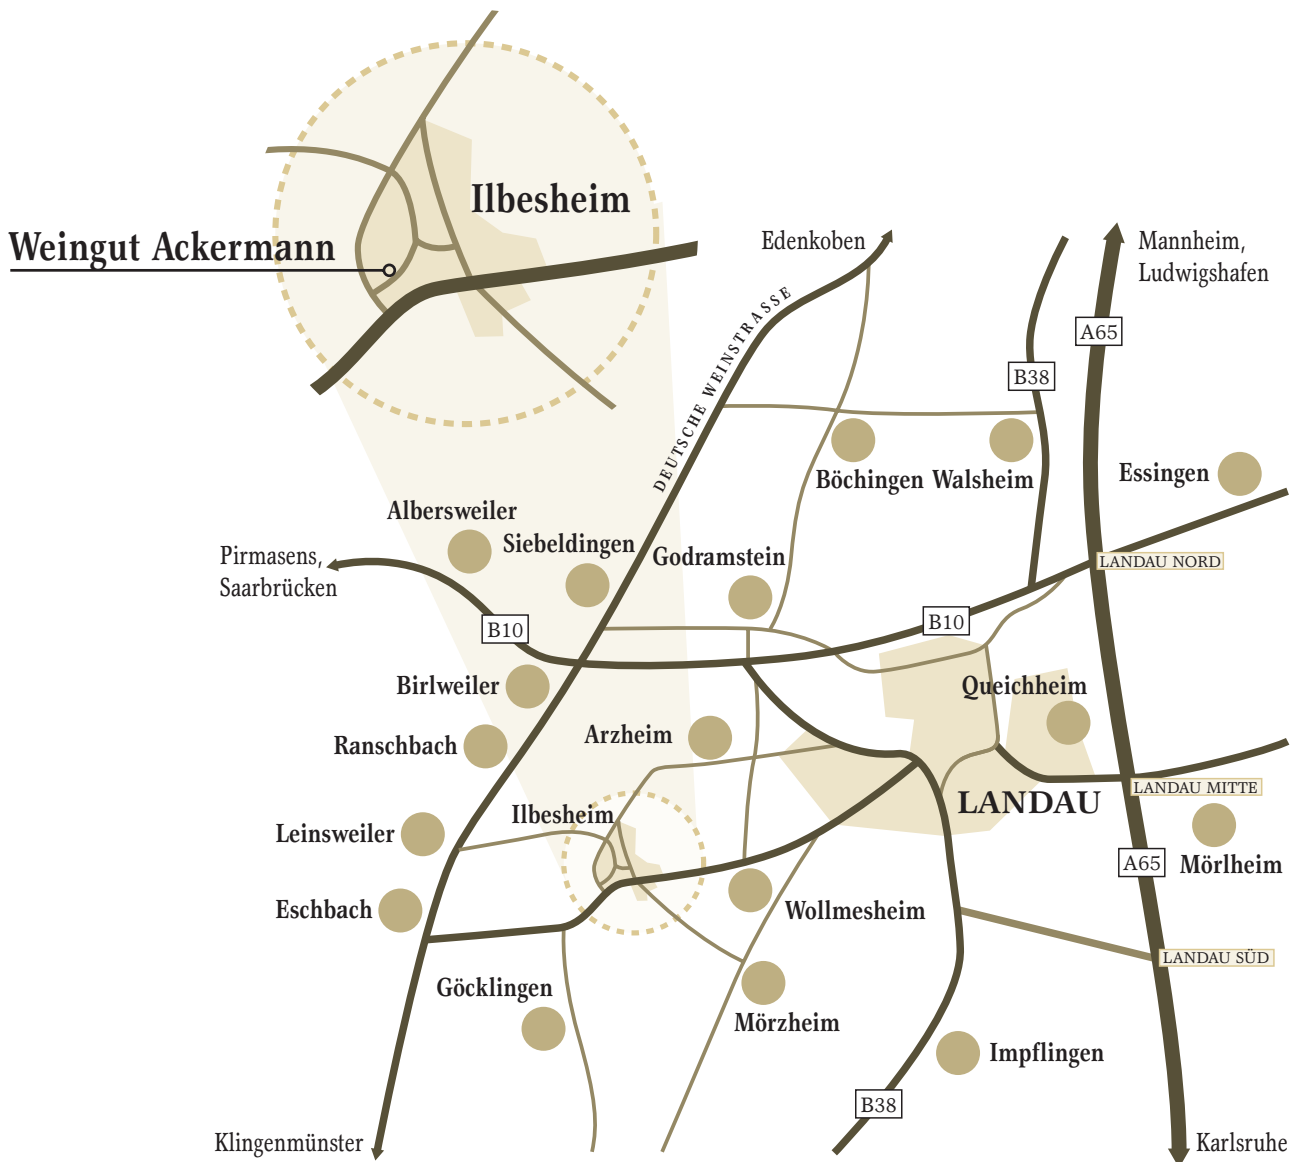 Ilbesheim
Weingut Ackermann
Edenkoben
Mannheim,
Ludwigshafen
DEUTSCHE WEINSTRASSE
A65
B38
Böchingen
Walsheim
Essingen
Albersweiler
Siebeldingen
Godramstein
Pirmasens,
Saarbrücken
LANDAU NORD
B10
B10
Birlweiler
Queichheim
Ranschbach
Arzheim
LANDAU MITTE
LANDAU
Ilbesheim
Leinsweiler
A65
Mörlheim
Eschbach
Wollmesheim
LANDAU SÜD
Göcklingen
Mörzheim
Impflingen
B38
Klingenmünster
Karlsruhe